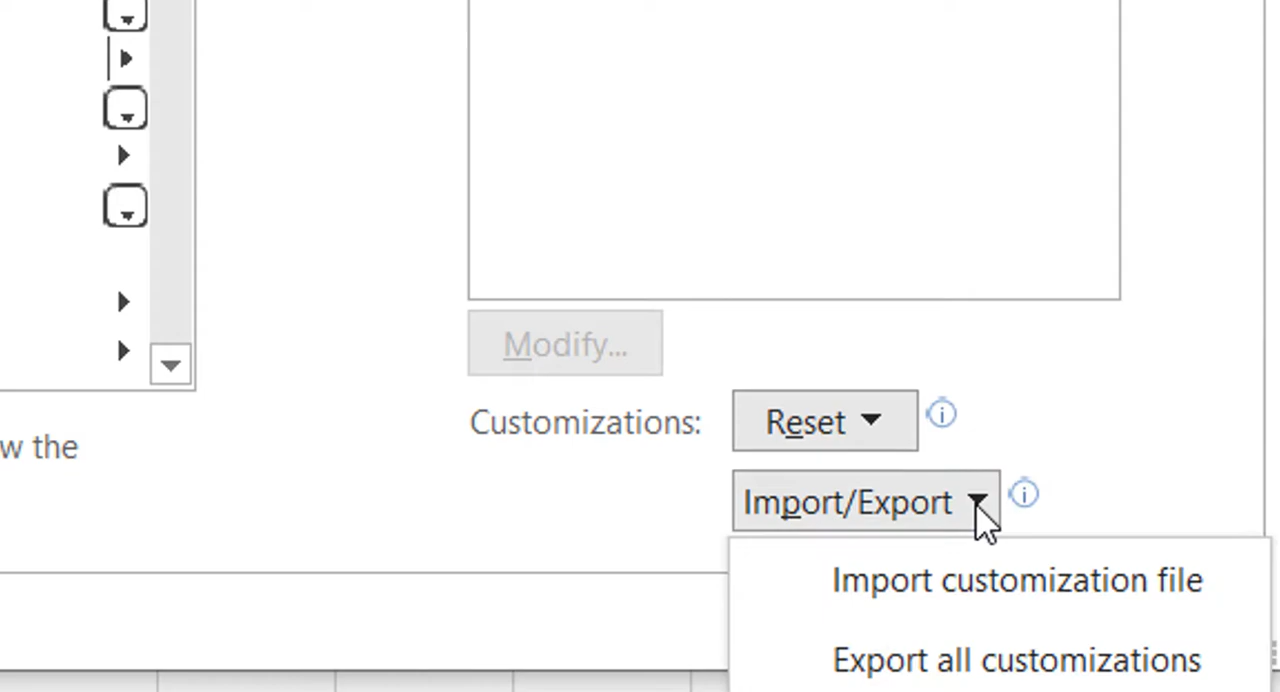 Modify...
Customizations:
Reset
w the
Import/Export
Import customization file
Export all customizations